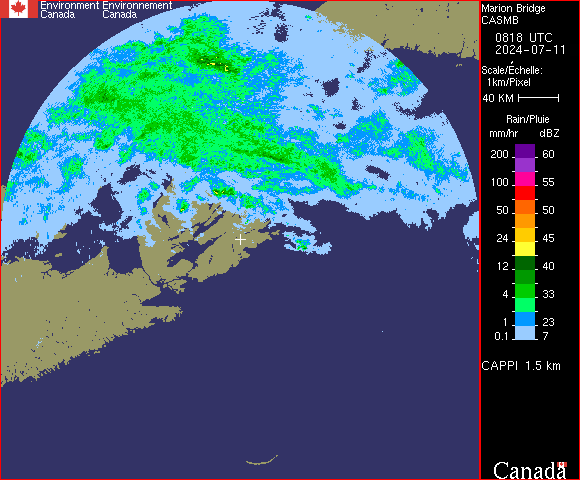 Environment Environnement
Canada Canada
Marion Bridge
CASMB
0818 UTC
2024-07-11
Scale/Échelle:
1km/Pixel
40 KM
Rain/Pluie
mm/hr dBZ
200 60
100 55
50 50
24 45
12 40
4 33
1 23
0.1 7
CAPPI 1.5 km
Canada